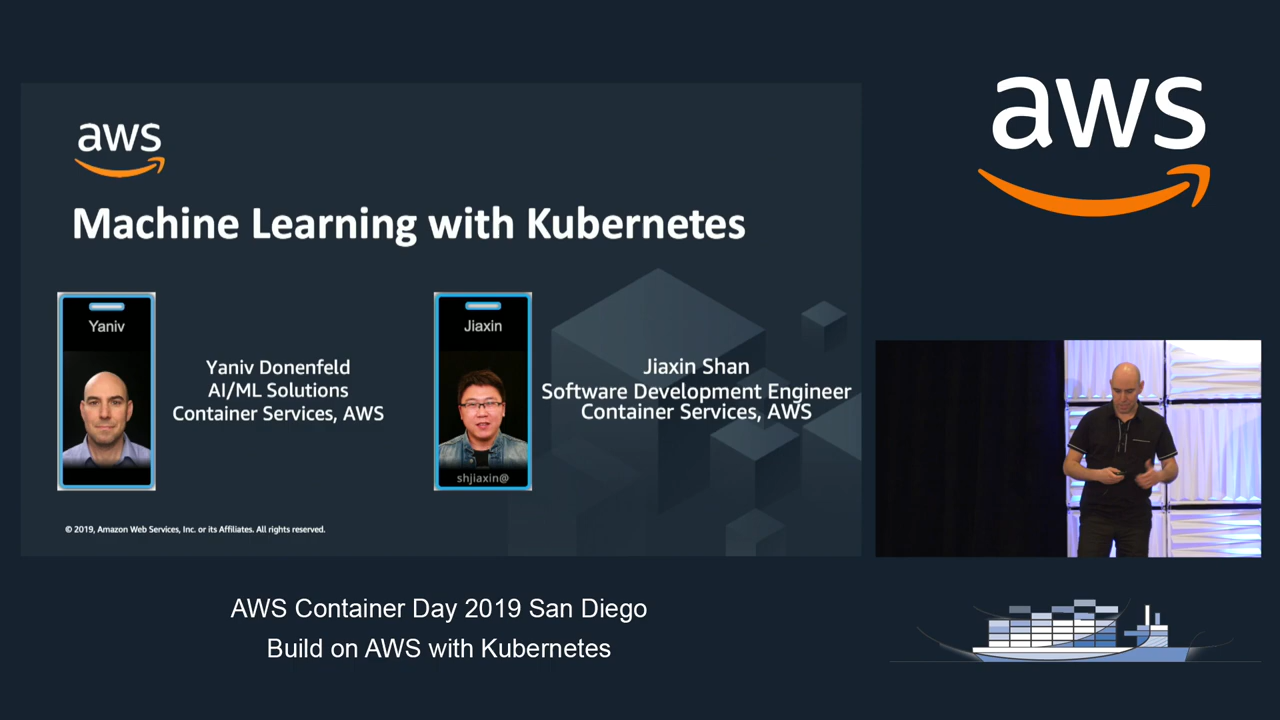 aws
Machine Learning with Kubernetes
Yaniv
Yaniv Donenfeld
AI/ML Solutions
Container Services, AWS
Jiaxin
shjiaxin@
Jiaxin Shan
Software Development Engineer
Container Services, AWS
© 2019, Amazon Web Services, Inc. or its Affiliates. All rights reserved.
aws
AWS Container Day 2019 San Diego
Build on AWS with Kubernetes